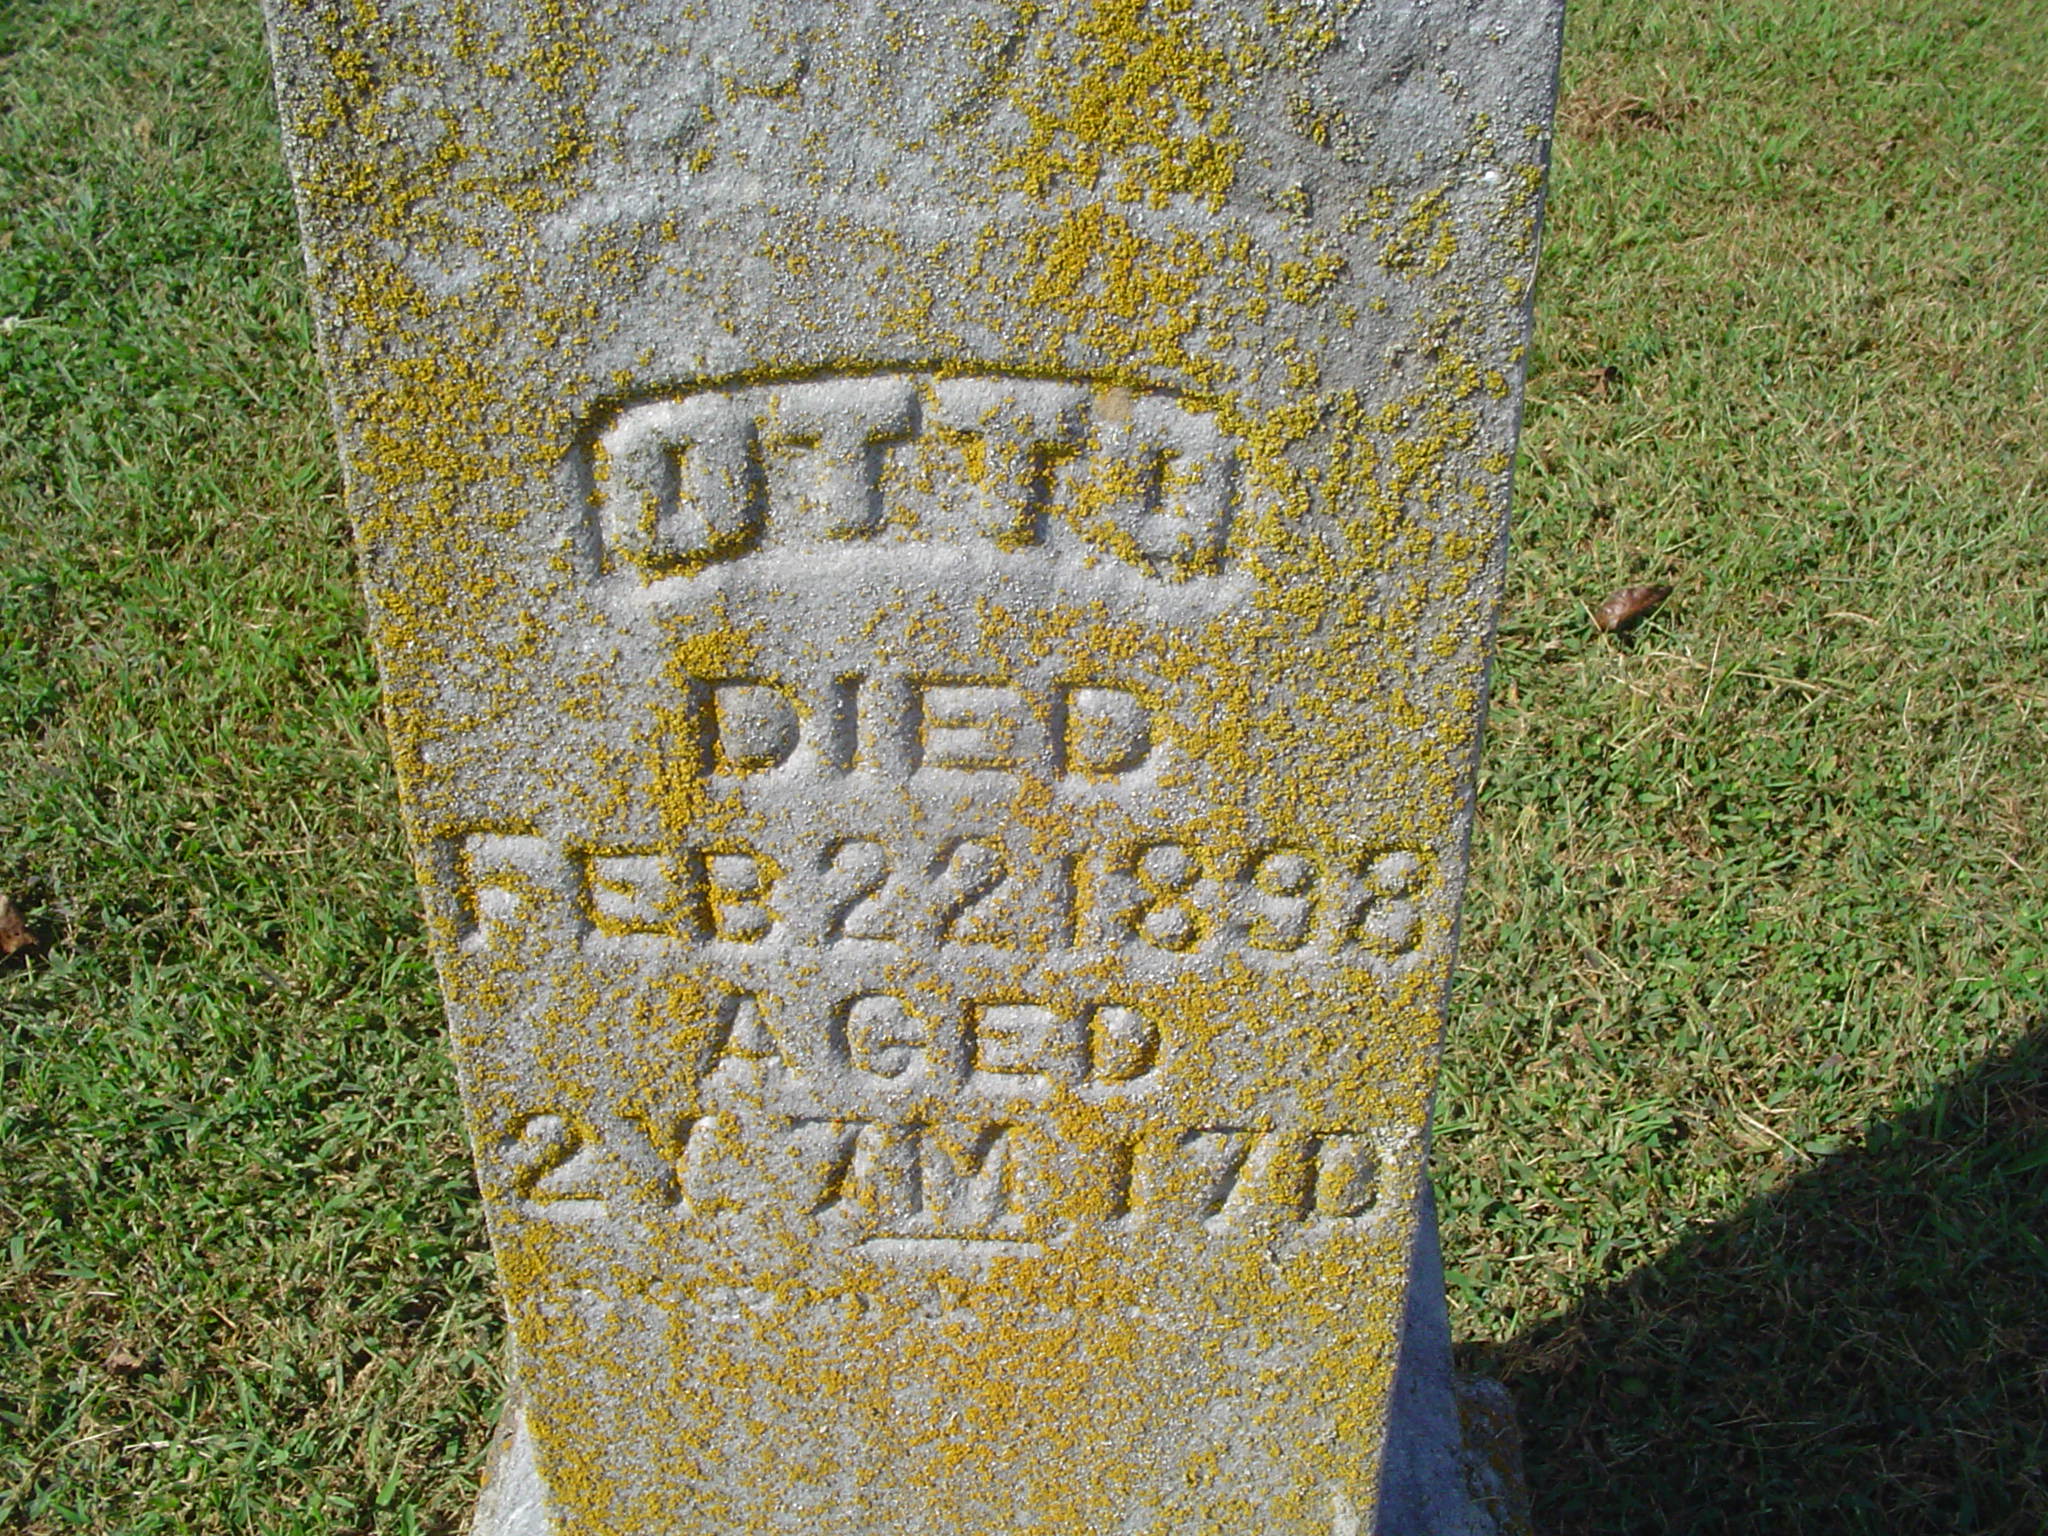 OTTO
DIED
FEB 22 1898
AGED
2Y 7M 17D